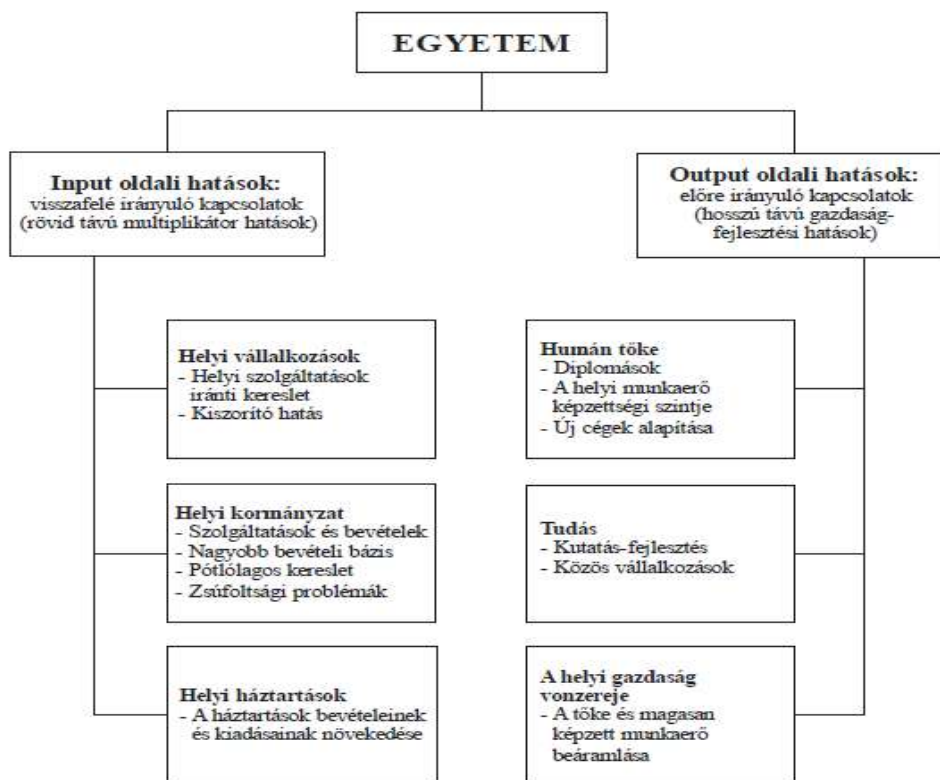 EGYETEM
Input oldali hatások:
visszafelé irányuló kapcsolatok
(rövid távú multiplikátor hatások)
Output oldali hatások:
előre irányuló kapcsolatok
(hosszú távú gazdaság-
fejlesztési hatások)
Helyi vállalkozások
- Helyi szolgáltatások
iránti kereslet
- Kiszorító hatás
Humán tőke
- Diplomások
- A helyi munkaerő
képzettségi szintje
- Új cégek alapítása
Helyi kormányzat
- Szolgáltatások és bevételek
- Nagyobb bevételi bázis
- Pótlólagos kereslet
- Zsúfoltsági problémák
Tudás
- Kutatás-fejlesztés
- Közös vállalkozások
Helyi háztartások
- A háztartások bevételeinek
és kiadásainak növekedése
A helyi gazdaság
vonzereje
- A tőke és magasan
képzett munkaerő
beáramlása